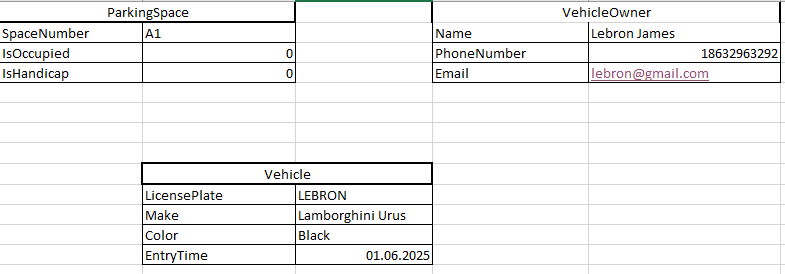 ParkingSpace VehicleOwner
SpaceNumber A1 Name Lebron James
IsOccupied 0 PhoneNumber 18632963292
IsHandicap 0 Email lebron@gmail.com
Vehicle
LicensePlate LEBRON
Make Lamborghini Urus
Color Black
EntryTime 01.06.2025